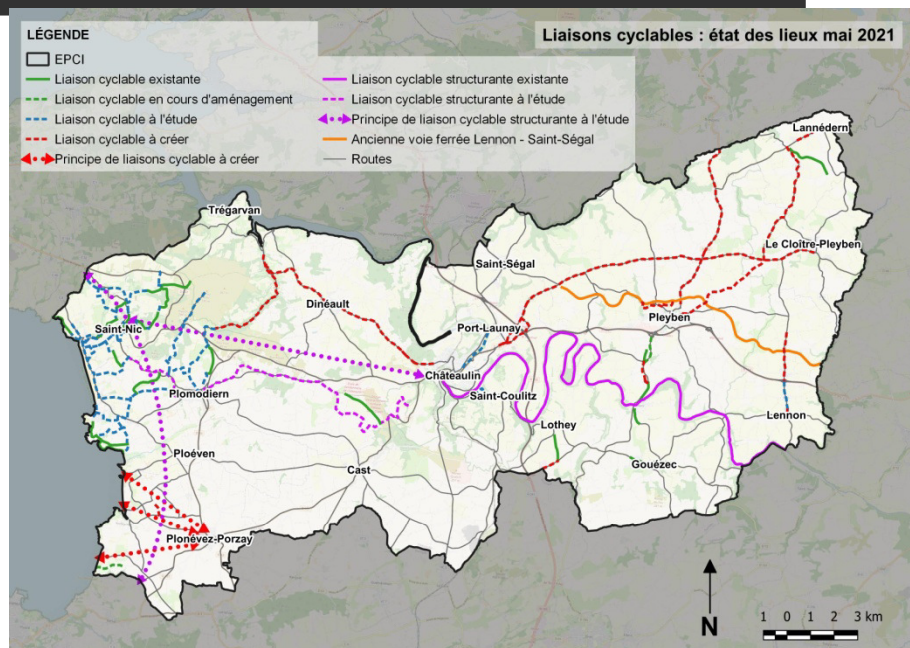 Liaisons cyclables : état des lieux mai 2021
LÉGENDE
EPCI
Liaison cyclable existante
Liaison cyclable en cours d'aménagement
Liaison cyclable à l'étude
Liaison cyclable à créer
Principe de liaisons cyclable à créer
Liaison cyclable structurante existante
Liaison cyclable structurante à l'étude
Principe de liaison cyclable structurante à l'étude
Ancienne voie ferrée Lennon - Saint-Ségal
Routes
Lannédern
Trégarvan
Le Cloître-Pleyben
Saint-Ségal
Dinéault
Pleyben
Port-Launay
Saint-Nic
Châteaulin
Plomodiern
Saint-Coulitz
Lennon
Lothey
Ploéven
Cast
Gouézec
Plonévez-Porzay
N
1 0 1 2 3 km